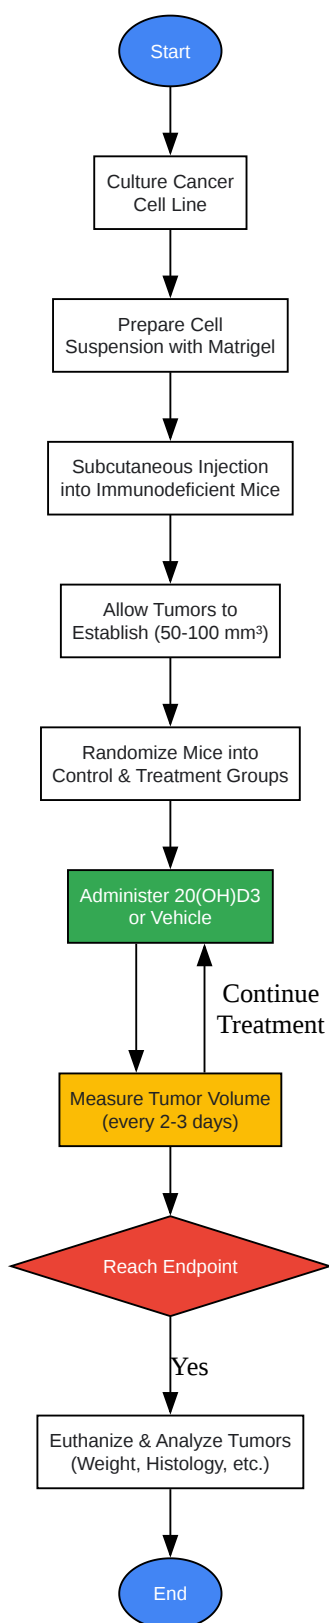 Start
Culture Cancer
Cell Line
Prepare Cell
Suspension with Matrigel
Subcutaneous Injection
into Immunodeficient Mice
Allow Tumors to
Establish (50-100 mm³)
Randomize Mice into
Control & Treatment Groups
Administer 20(OH)D3
or Vehicle
Continue
Treatment
Measure Tumor Volume
(every 2-3 days)
Reach Endpoint
Yes
Euthanize & Analyze Tumors
(Weight, Histology, etc.)
End